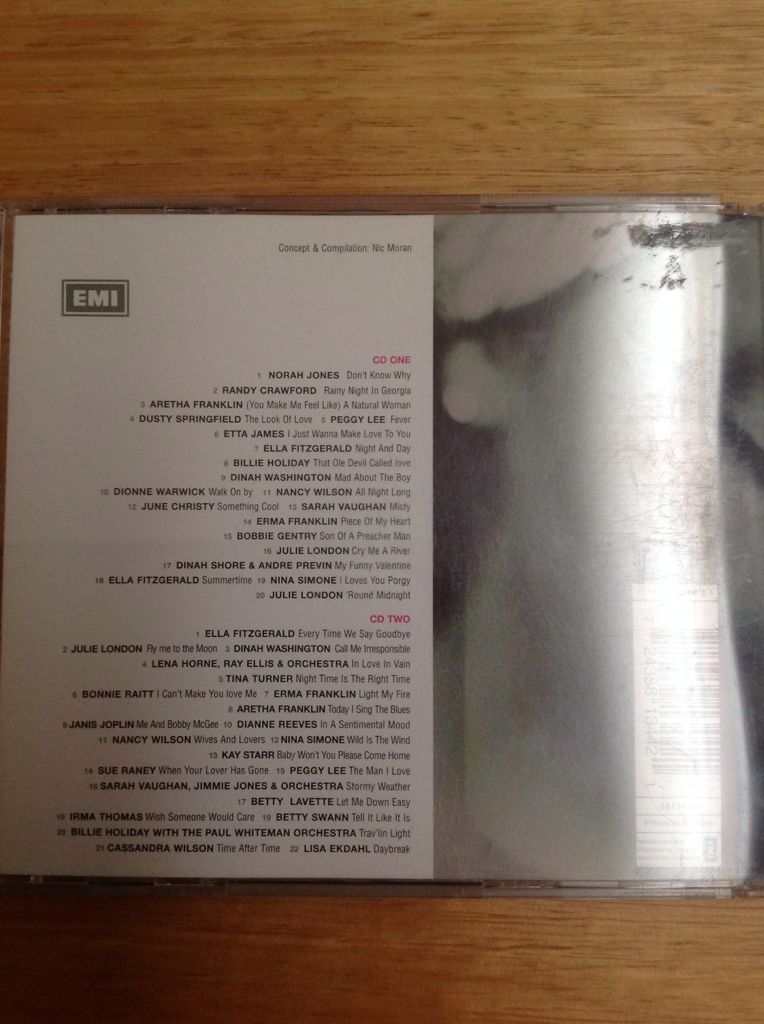 Concept & Compilation: Nic Moran
EMI
CD ONE
1 NORAH JONES Don't Know Why
2 RANDY CRAWFORD Rainy Night In Georgia
3 ARETHA FRANKLIN (You Make Me Feel Like) A Natural Woman
4 DUSTY SPRINGFIELD The Look Of Love 5 PEGGY LEE Fever
6 ETTA JAMES I Just Wanna Make Love To You
7 ELLA FITZGERALD Night And Day
8 BILLIE HOLIDAY That Ole Devil Called love
9 DINAH WASHINGTON Mad About The Boy
10 DIONNE WARWICK Walk On by 11 NANCY WILSON All Night Long
12 JUNE CHRISTY Something Cool 13 SARAH VAUGHAN Misty
14 ERMA FRANKLIN Piece Of My Heart
15 BOBBIE GENTRY Son Of A Preacher Man
16 JULIE LONDON Cry Me A River
17 DINAH SHORE & ANDRE PREVIN My Funny Valentine
18 ELLA FITZGERALD Summertime 19 NINA SIMONE I Loves You Porgy
20 JULIE LONDON 'Round Midnight
CD TWO
1 ELLA FITZGERALD Every Time We Say Goodbye
2 JULIE LONDON Fly me to the Moon 3 DINAH WASHINGTON Call Me Irresponsible
4 LENA HORNE, RAY ELLIS & ORCHESTRA In Love In Vain
5 TINA TURNER Night Time Is The Right Time
6 BONNIE RAITT I Can't Make You love Me 7 ERMA FRANKLIN Light My Fire
8 ARETHA FRANKLIN Today I Sing The Blues
9 JANIS JOPLIN Me And Bobby McGee 10 DIANNE REEVES In A Sentimental Mood
11 NANCY WILSON Wives And Lovers 12 NINA SIMONE Wild Is The Wind
13 KAY STARR Baby Won't You Please Come Home
14 SUE RANEY When Your Lover Has Gone 15 PEGGY LEE The Man I Love
16 SARAH VAUGHAN, JIMMIE JONES & ORCHESTRA Stormy Weather
17 BETTY LAVETTE Let Me Down Easy
18 IRMA THOMAS Wish Someone Would Care 19 BETTY SWANN Tell It Like It Is
20 BILLIE HOLIDAY WITH THE PAUL WHITEMAN ORCHESTRA Trav'lin Light
21 CASSANDRA WILSON Time After Time 22 LISA EKDAHL Daybreak
7 24358 13442